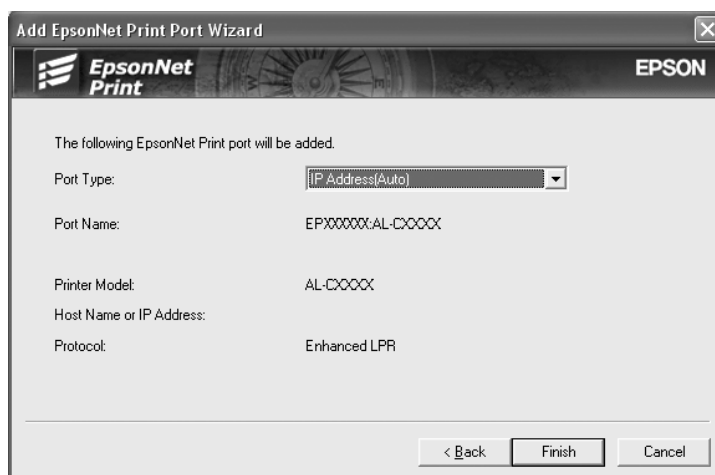 Add EpsonNet Print Port Wizard
EpsonNet
Print
EPSON
The following EpsonNet Print port will be added.
Port Type:
IP Address(Auto)
Port Name:
EPXXXXXX:AL-CXXXX
Printer Model:
AL-CXXXX
Host Name or IP Address:
Protocol:
Enhanced LPR
< Back
Finish
Cancel